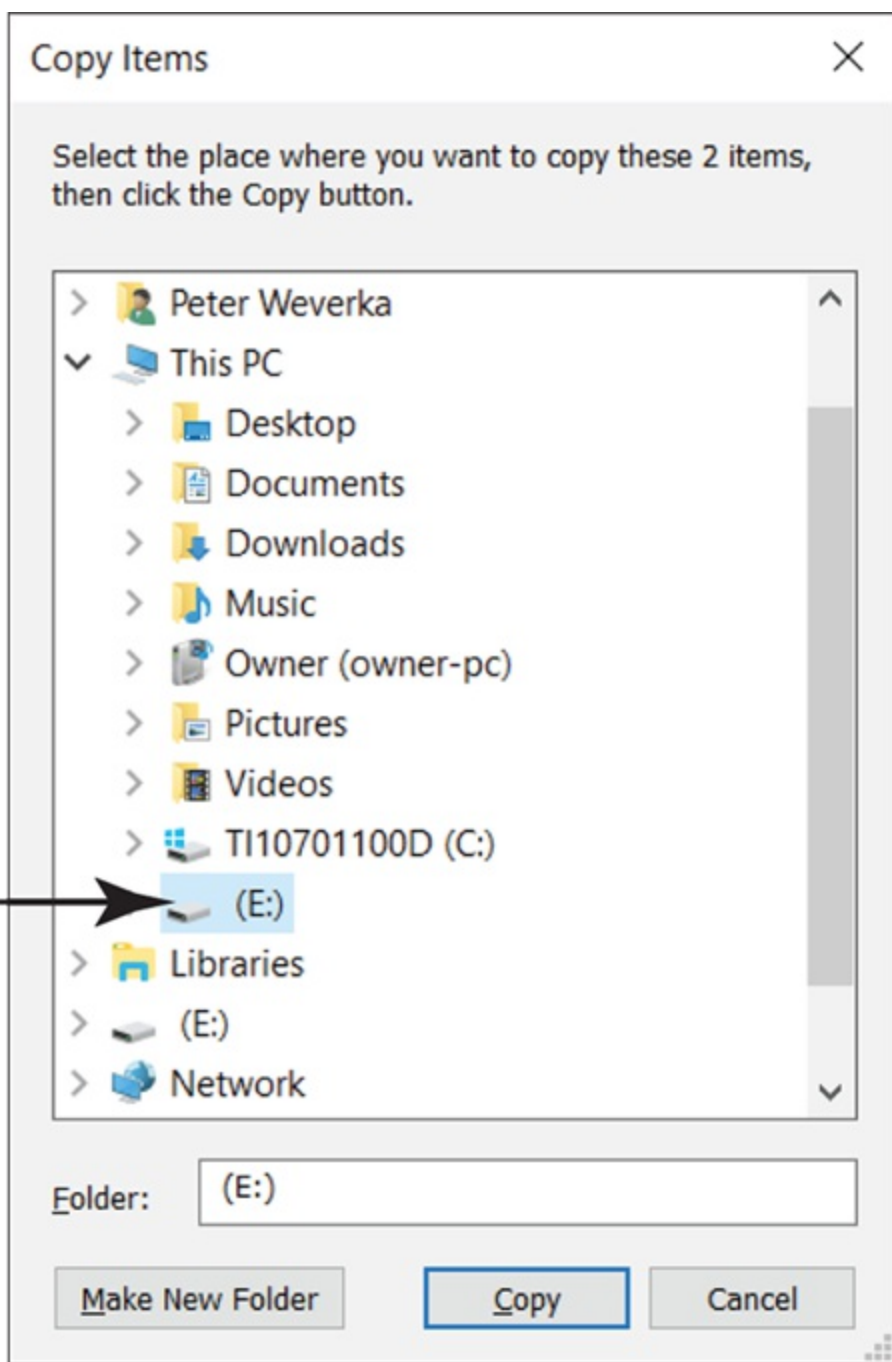 Copy Items
Select the place where you want to copy these 2 items,
then click the Copy button.
Peter Weverka
This PC
Desktop
Documents
Downloads
Music
Owner (owner-pc)
Pictures
Videos
TI10701100D (C:)
(E:)
Libraries
(E:)
Network
Folder: (E:)
Make New Folder Copy Cancel